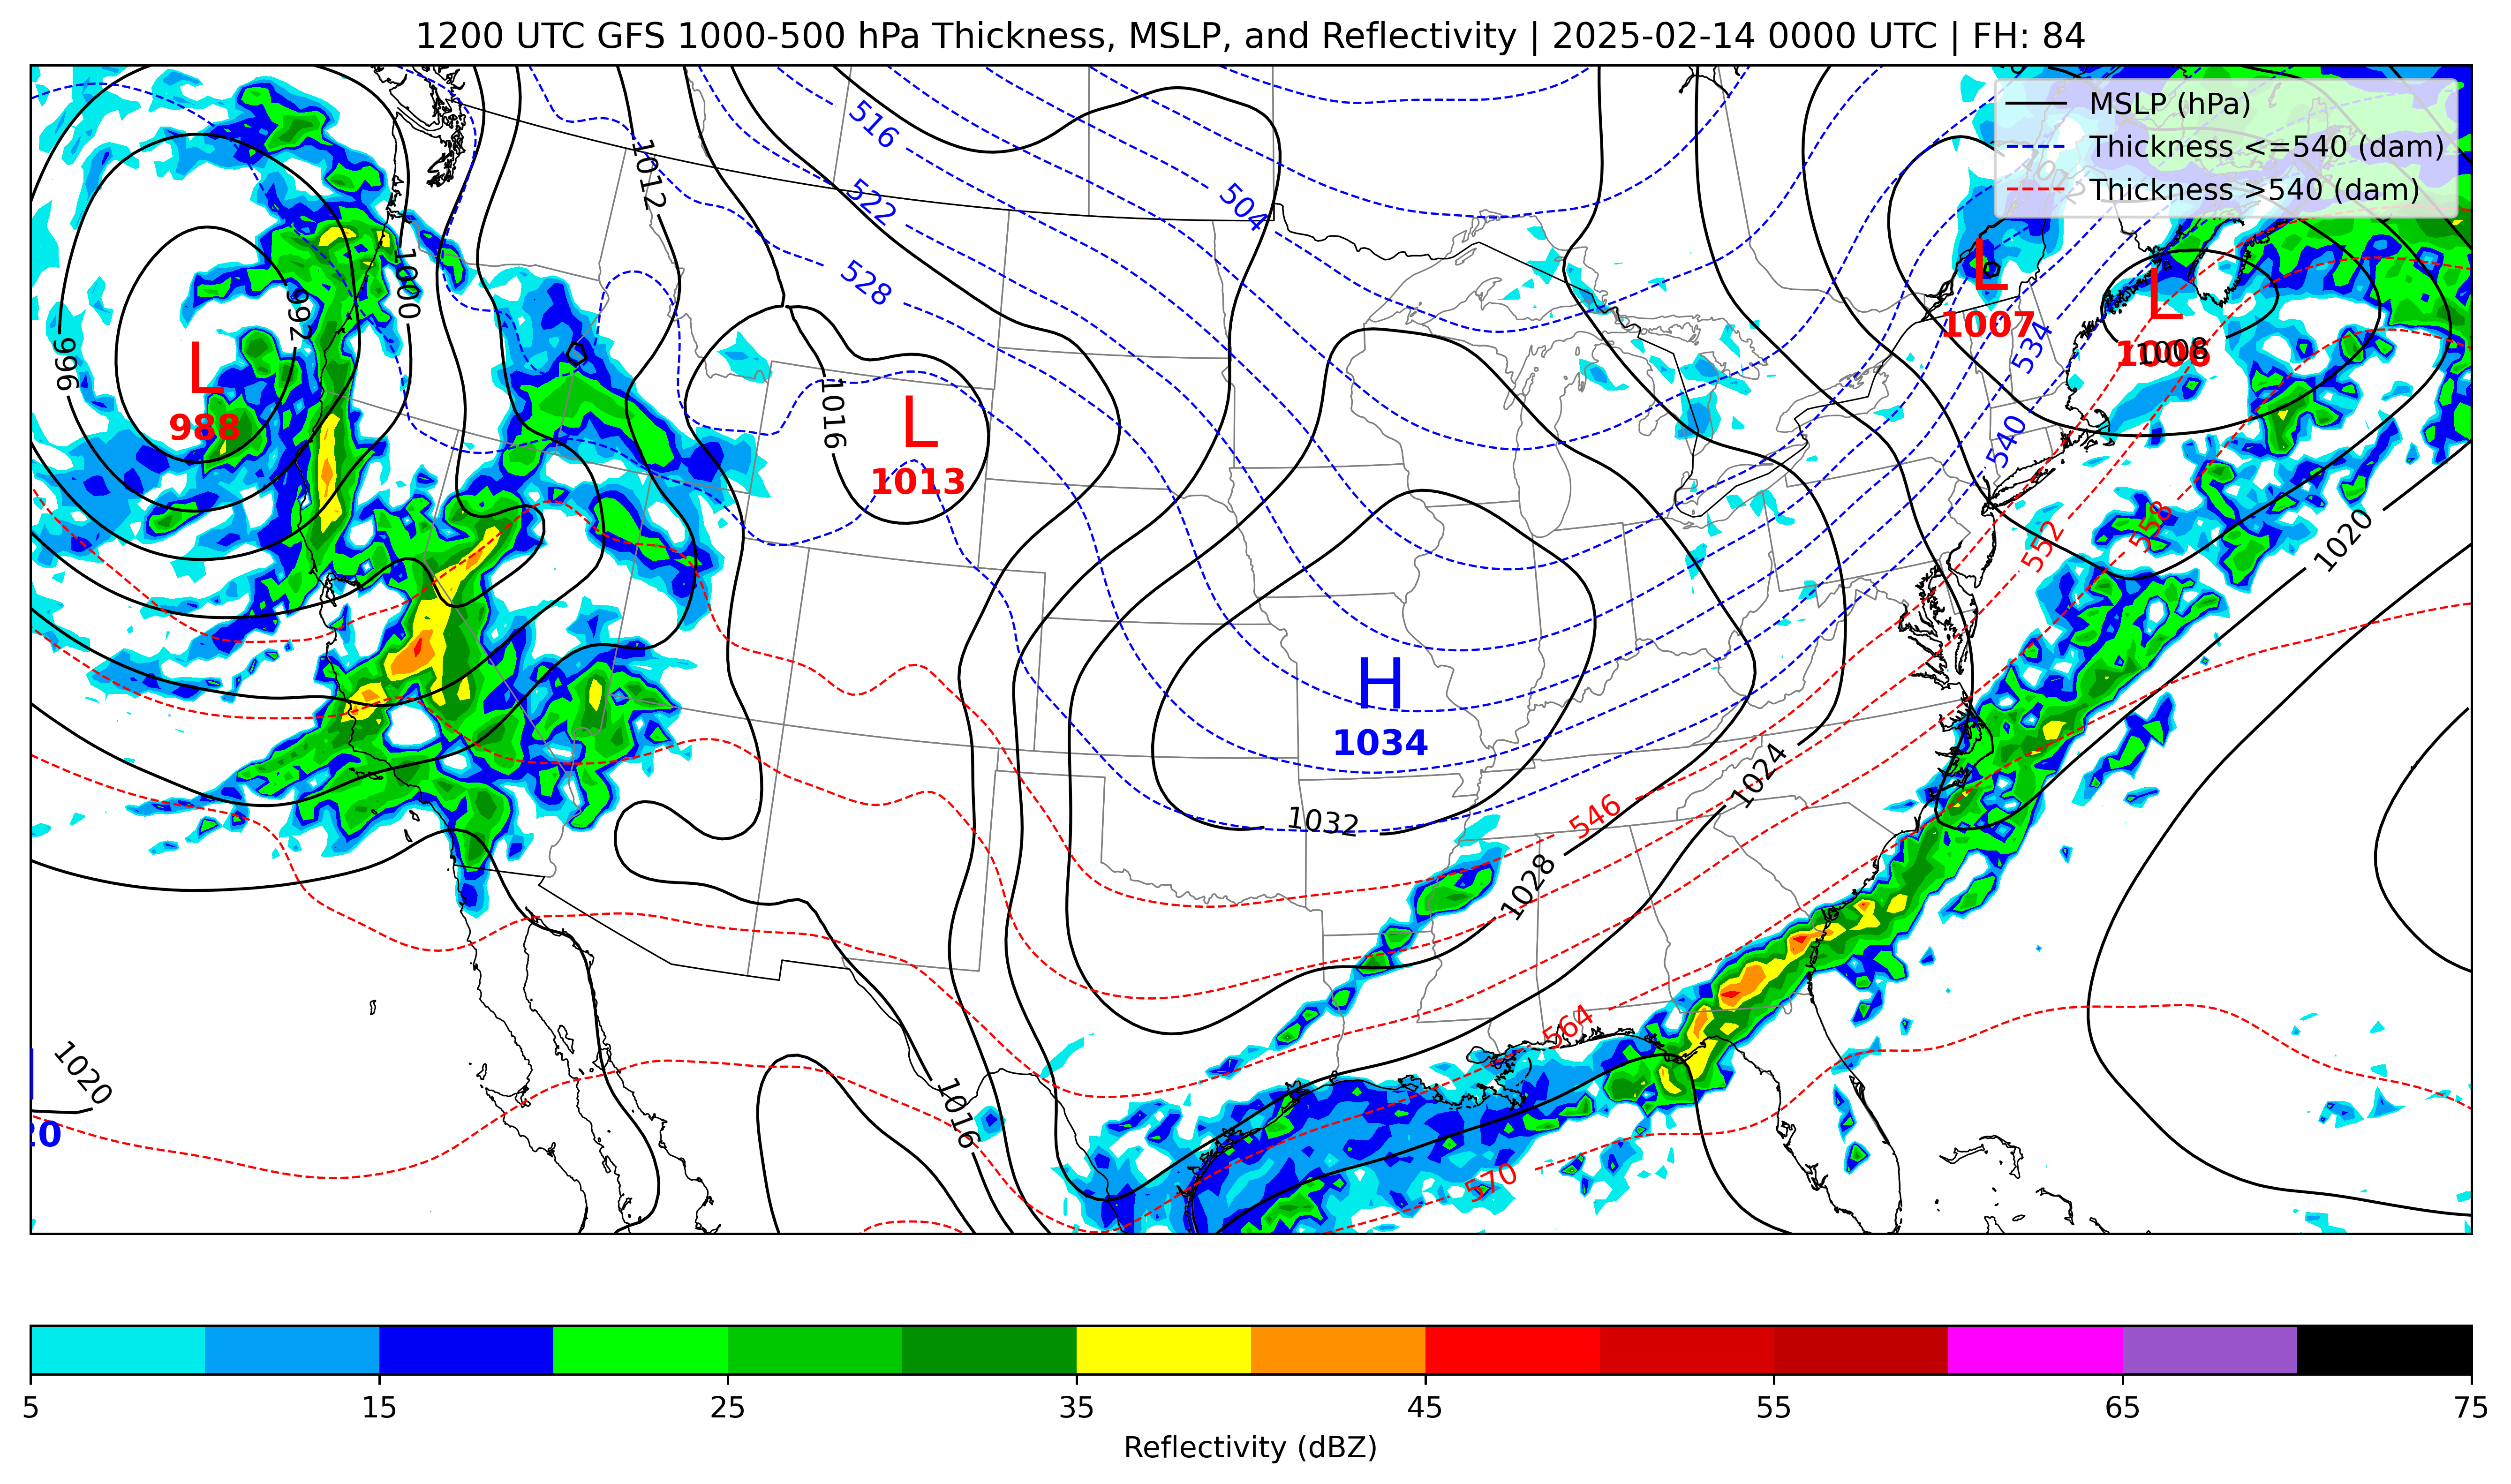 1200 UTC GFS 1000-500 hPa Thickness, MSLP, and Reflectivity | 2025-02-14 0000 UTC | FH: 84
MSLP (hPa)
Thickness <=540 (dam)
Thickness >540 (dam)
516
1012
522
504
528
1000
992
996
L
988
1016
L
1013
L
1007
L
1006
1008
534
540
552
558
1020
H
1034
1032
1024
546
1028
564
1020
20
1016
570
5 15 25 35 45 55 65 75
Reflectivity (dBZ)